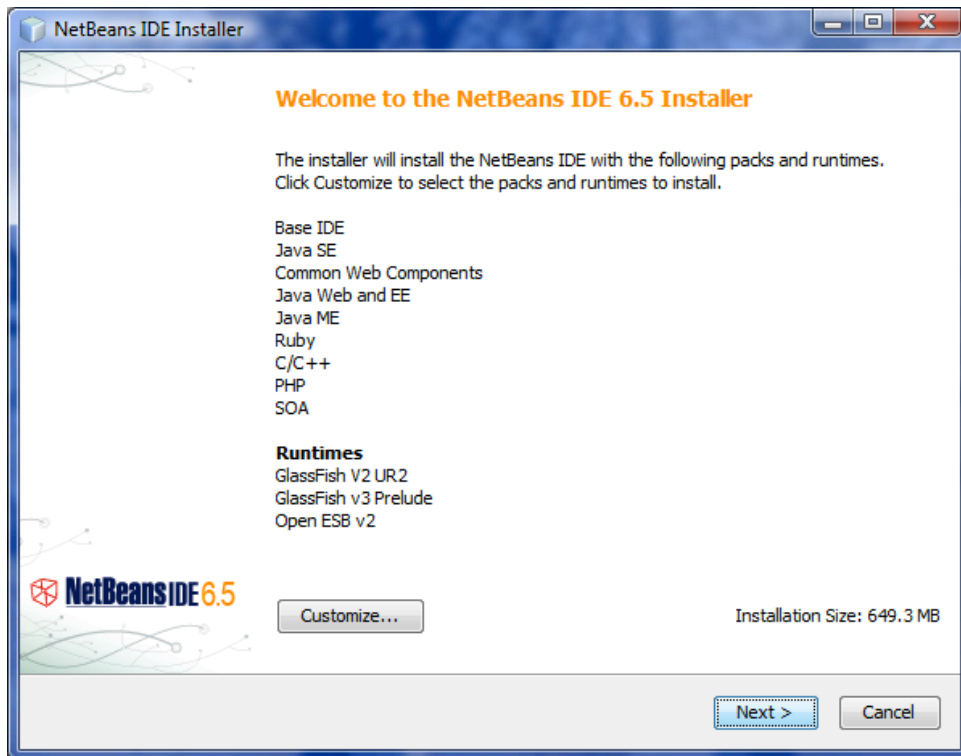 NetBeans IDE Installer
Welcome to the NetBeans IDE 6.5 Installer
The installer will install the NetBeans IDE with the following packs and runtimes.
Click Customize to select the packs and runtimes to install.
Base IDE
Java SE
Common Web Components
Java Web and EE
Java ME
Ruby
C/C++
PHP
SOA
Runtimes
GlassFish V2 UR2
GlassFish v3 Prelude
Open ESB v2
NetBeans IDE 6.5
Customize...
Installation Size: 649.3 MB
Next >
Cancel